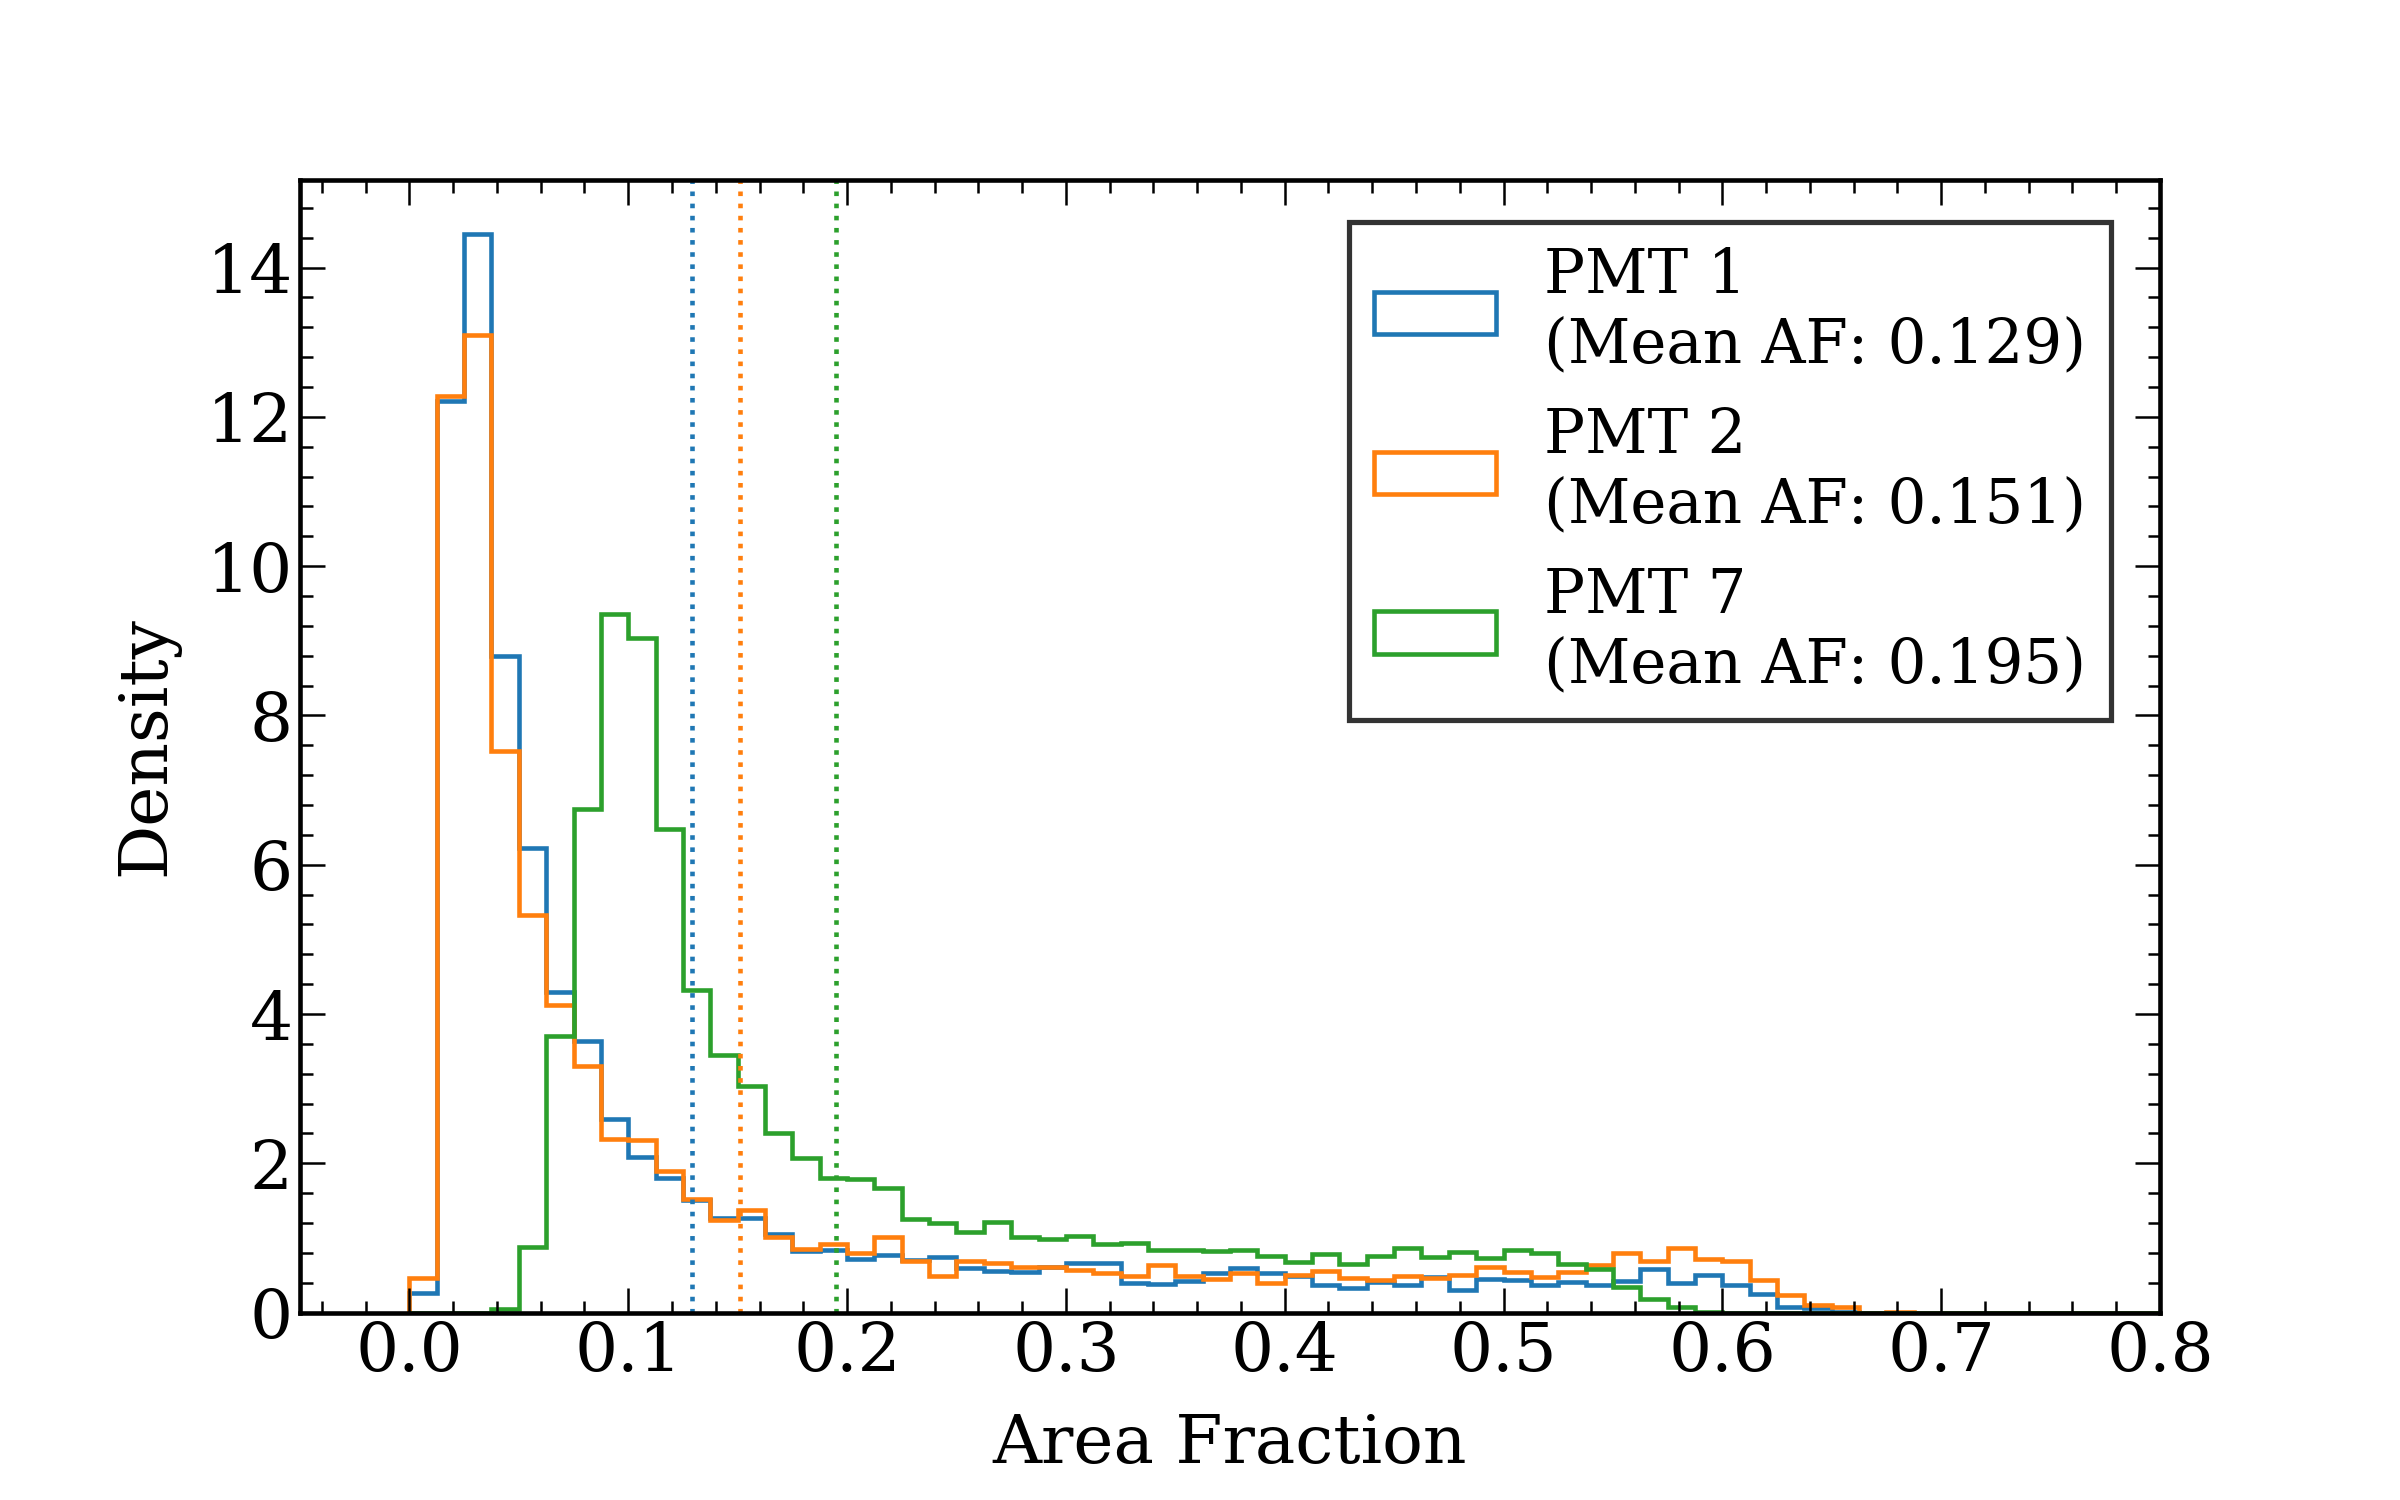 PMT 1
(Mean AF: 0.129)
PMT 2
(Mean AF: 0.151)
PMT 7
(Mean AF: 0.195)
14
12
10
8
6
4
2
0
Density
0.0 0.1 0.2 0.3 0.4 0.5 0.6 0.7 0.8
Area Fraction